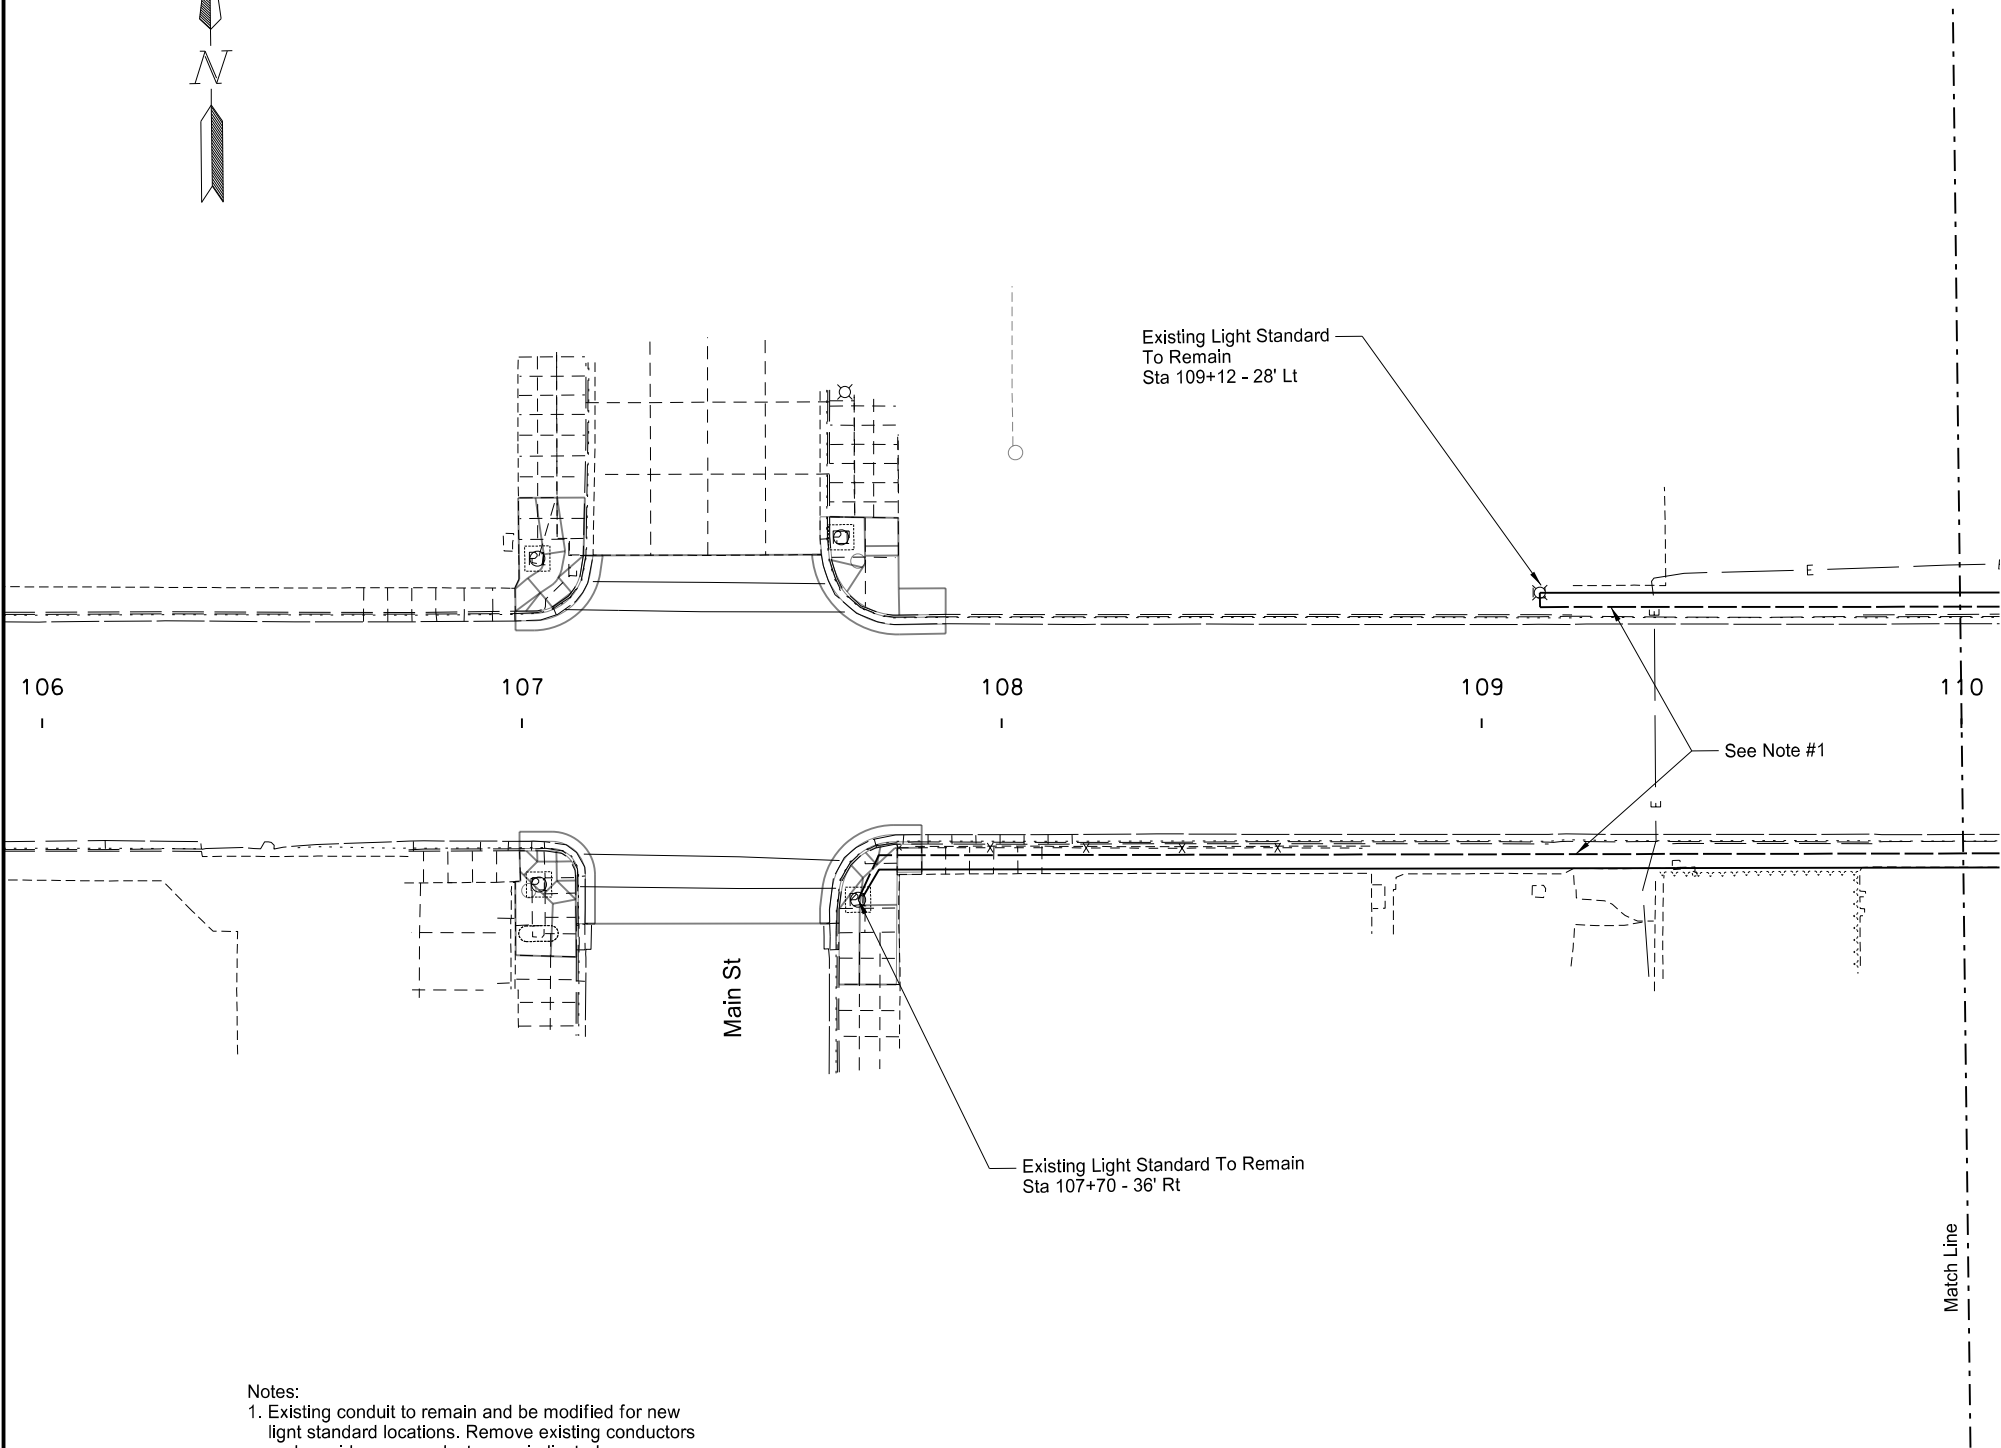 N
Existing Light Standard
To Remain
Sta 109+12 - 28' Lt
E
E
106
107
108
109
110
See Note #1
E
X X X X
Main St
Existing Light Standard To Remain
Sta 107+70 - 36' Rt
Match Line
Notes:
1. Existing conduit to remain and be modified for new
light standard locations. Remove existing conductors